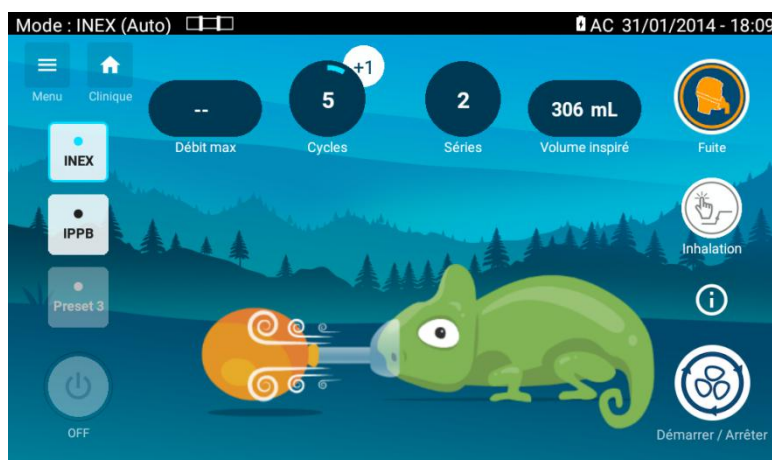 Mode : INEX (Auto)
AC 31/01/2014 - 18:09
Menu
Clinique
--
Débit max
5
+1
Cycles
2
Séries
306 mL
Volume inspiré
Fuite
INEX
IPPB
Preset 3
OFF
Inhalation
Démarrer / Arrêter